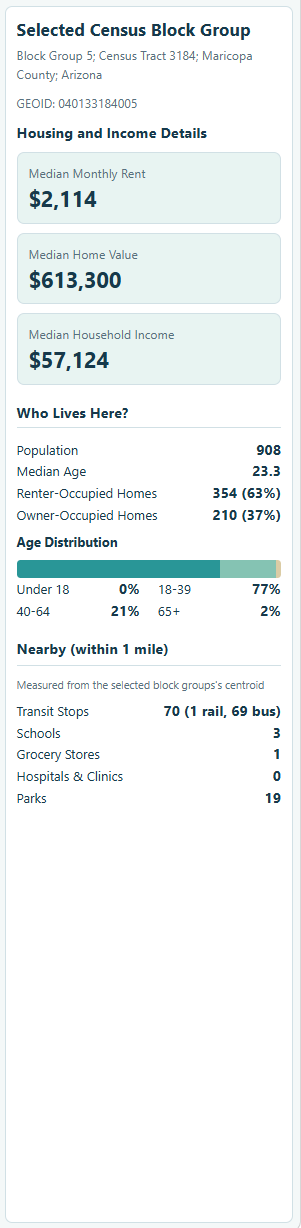 Selected Census Block Group
Block Group 5; Census Tract 3184; Maricopa
County; Arizona
GEOID: 040133184005
Housing and Income Details
Median Monthly Rent
$2,114
Median Home Value
$613,300
Median Household Income
$57,124
Who Lives Here?
Population 908
Median Age 23.3
Renter-Occupied Homes 354 (63%)
Owner-Occupied Homes 210 (37%)
Age Distribution
Under 18 0% 18-39 77%
40-64 21% 65+ 2%
Nearby (within 1 mile)
Measured from the selected block groups's centroid
Transit Stops 70 (1 rail, 69 bus)
Schools 3
Grocery Stores 1
Hospitals & Clinics 0
Parks 19